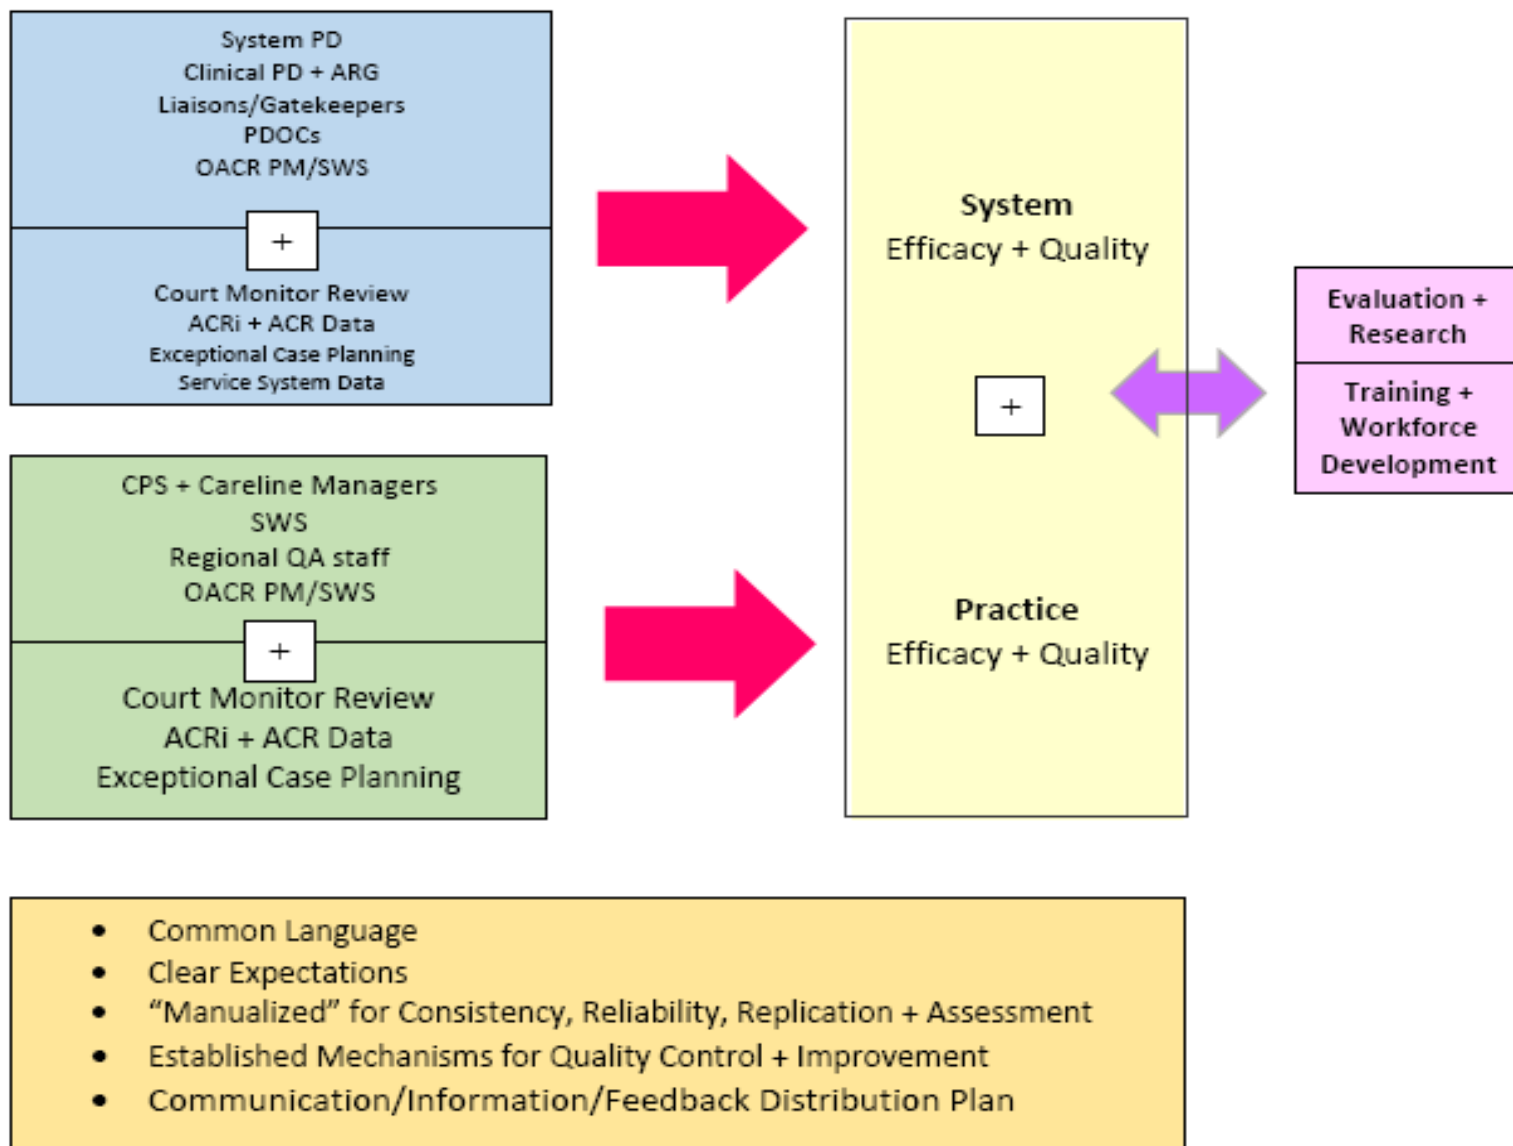 System PD
Clinical PD + ARG
Liaisons/Gatekeepers
PDOCs
OACR PM/SWS
+
Court Monitor Review
ACRi + ACR Data
Exceptional Case Planning
Service System Data
CPS + Careline Managers
SWS
Regional QA staff
OACR PM/SWS
+
Court Monitor Review
ACRi + ACR Data
Exceptional Case Planning
System
Efficacy + Quality
+
Practice
Efficacy + Quality
Evaluation +
Research
Training +
Workforce
Development
• Common Language
• Clear Expectations
• “Manualized” for Consistency, Reliability, Replication + Assessment
• Established Mechanisms for Quality Control + Improvement
• Communication/Information/Feedback Distribution Plan